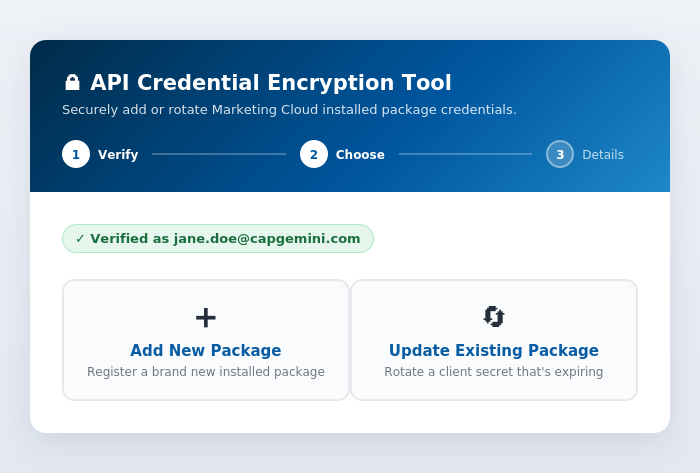 🔒 API Credential Encryption Tool
Securely add or rotate Marketing Cloud installed package credentials.
1 Verify 2 Choose 3 Details
✓ Verified as jane.doe@capgemini.com
Add New Package
Register a brand new installed package
Update Existing Package
Rotate a client secret that's expiring